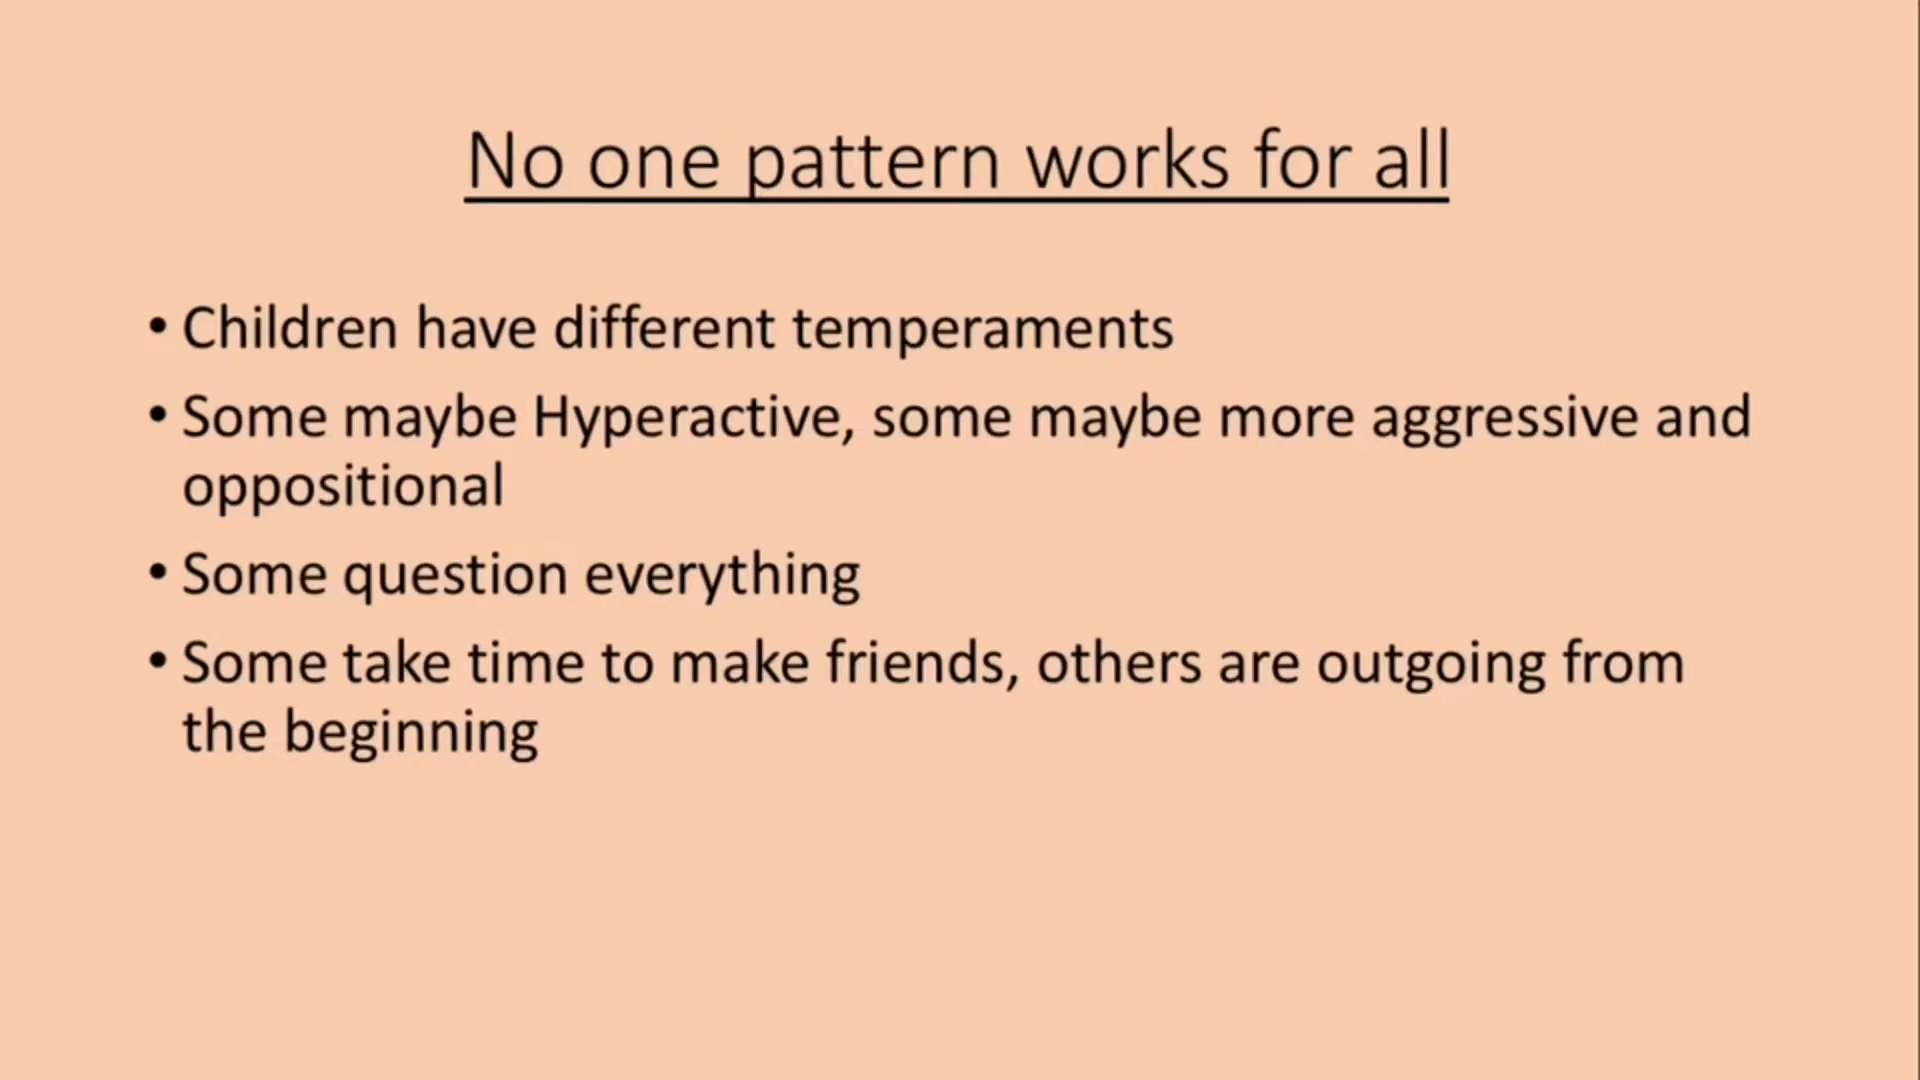 No one pattern works for all
• Children have different temperaments
• Some maybe Hyperactive, some maybe more aggressive and
oppositional
• Some question everything
• Some take time to make friends, others are outgoing from
the beginning